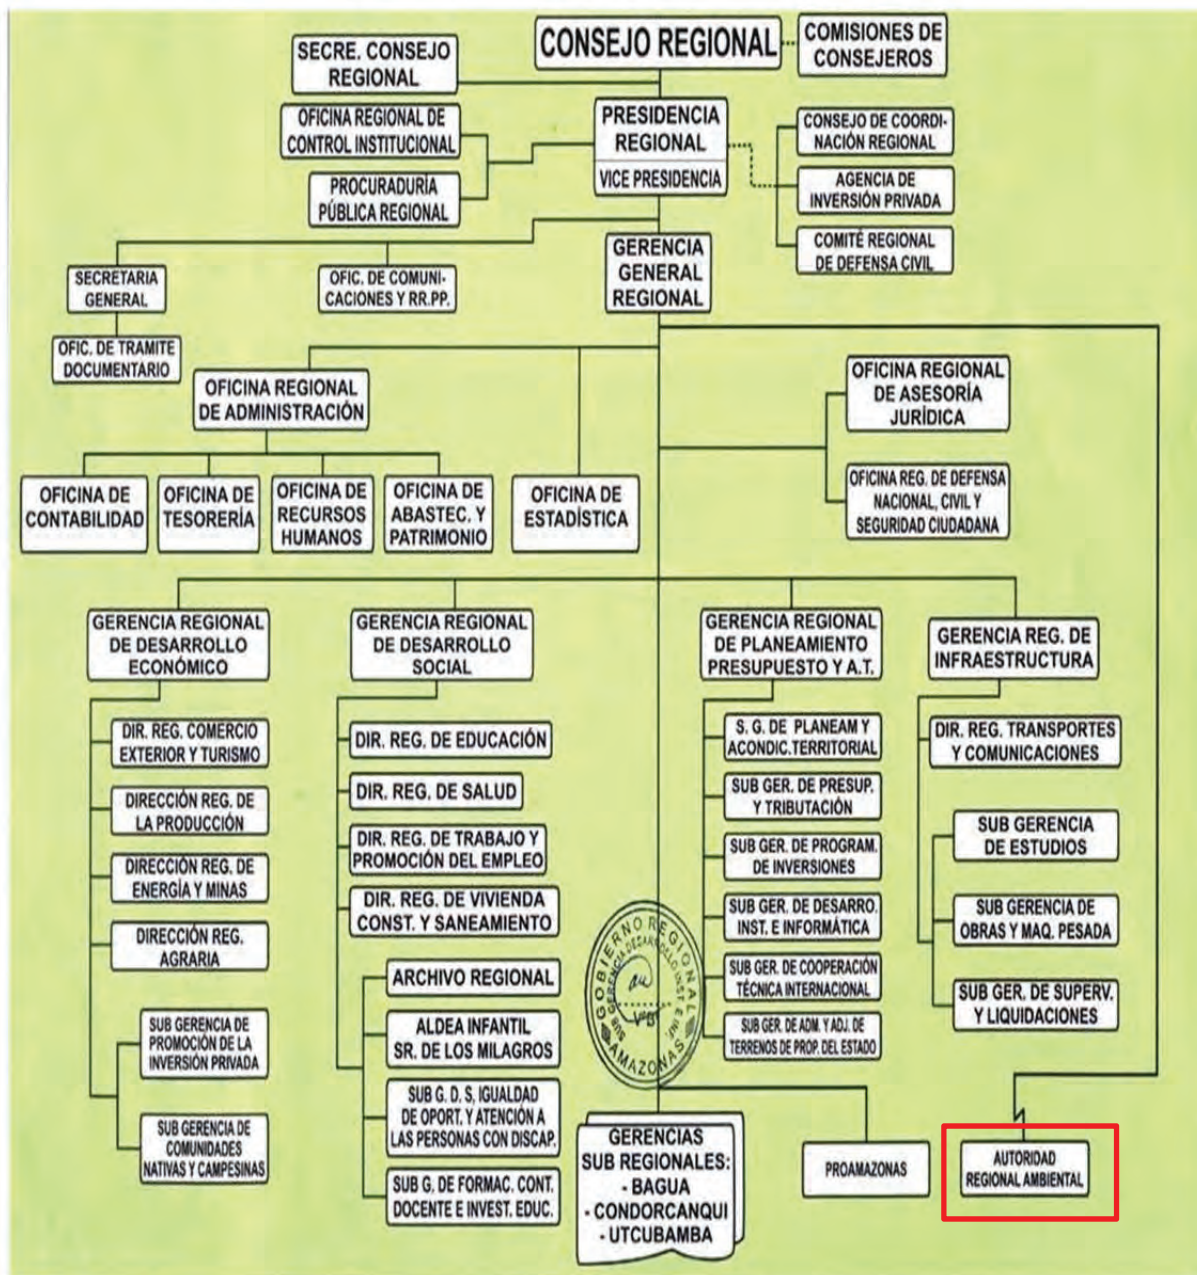 CONSEJO REGIONAL
COMISIONES DE
CONSEJEROS
SECRE. CONSEJO
REGIONAL
OFICINA REGIONAL DE
CONTROL INSTITUCIONAL
PROCURADURÍA
PÚBLICA REGIONAL
PRESIDENCIA
REGIONAL
VICE PRESIDENCIA
CONSEJO DE COORDI-
NACIÓN REGIONAL
AGENCIA DE
INVERSIÓN PRIVADA
COMITÉ REGIONAL
DE DEFENSA CIVIL
SECRETARIA
GENERAL
OFIC. DE COMUNI-
CACIONES Y RR.PP.
GERENCIA
GENERAL
REGIONAL
OFIC. DE TRAMITE
DOCUMENTARIO
OFICINA REGIONAL
DE ADMINISTRACIÓN
OFICINA REGIONAL
DE ASESORÍA
JURÍDICA
OFICINA DE
CONTABILIDAD
OFICINA DE
TESORERÍA
OFICINA DE
RECURSOS
HUMANOS
OFICINA DE
ABASTEC. Y
PATRIMONIO
OFICINA DE
ESTADÍSTICA
OFICINA REG. DE DEFENSA
NACIONAL, CIVIL Y
SEGURIDAD CIUDADANA
GERENCIA REGIONAL
DE DESARROLLO
ECONÓMICO
DIR. REG. COMERCIO
EXTERIOR Y TURISMO
DIRECCIÓN REG. DE
LA PRODUCCIÓN
DIRECCIÓN REG. DE
ENERGÍA Y MINAS
DIRECCIÓN REG.
AGRARIA
SUB GERENCIA DE
PROMOCIÓN DE LA
INVERSIÓN PRIVADA
SUB GERENCIA DE
COMUNIDADES
NATIVAS Y CAMPESINAS
GERENCIA REGIONAL
DE DESARROLLO
SOCIAL
DIR. REG. DE EDUCACIÓN
DIR. REG. DE SALUD
DIR. REG. DE TRABAJO Y
PROMOCIÓN DEL EMPLEO
DIR. REG. DE VIVIENDA
CONST. Y SANEAMIENTO
ARCHIVO REGIONAL
ALDEA INFANTIL
SR. DE LOS MILAGROS
SUB G. D. S, IGUALDAD
DE OPORT. Y ATENCIÓN A
LAS PERSONAS CON DISCAP.
SUB G. DE FORMAC. CONT.
DOCENTE E INVEST. EDUC.
GERENCIA REGIONAL
DE PLANEAMIENTO
PRESUPUESTO Y A.T.
S. G. DE PLANEAM Y
ACONDIC.TERRITORIAL
SUB GER. DE PRESUP.
Y TRIBUTACIÓN
SUB GER. DE PROGRAM.
DE INVERSIONES
SUB GER. DE DESARRO.
INST. E INFORMÁTICA
SUB GER. DE COOPERACIÓN
TÉCNICA INTERNACIONAL
SUB GER. DE ADM. Y ADJ. DE
TERRENOS DE PROP. DEL ESTADO
GERENCIA REG. DE
INFRAESTRUCTURA
DIR. REG. TRANSPORTES
Y COMUNICACIONES
SUB GERENCIA
DE ESTUDIOS
SUB GERENCIA DE
OBRAS Y MAQ. PESADA
SUB GER. DE SUPERV.
Y LIQUIDACIONES
GOBIERNO REGIONAL
AMAZONAS
SUB GERENCIA DESARROLLO INST. E INF.
V°B°
GERENCIAS
SUB REGIONALES:
- BAGUA
- CONDORCANQUI
- UTCUBAMBA
PROAMAZONAS
AUTORIDAD
REGIONAL AMBIENTAL